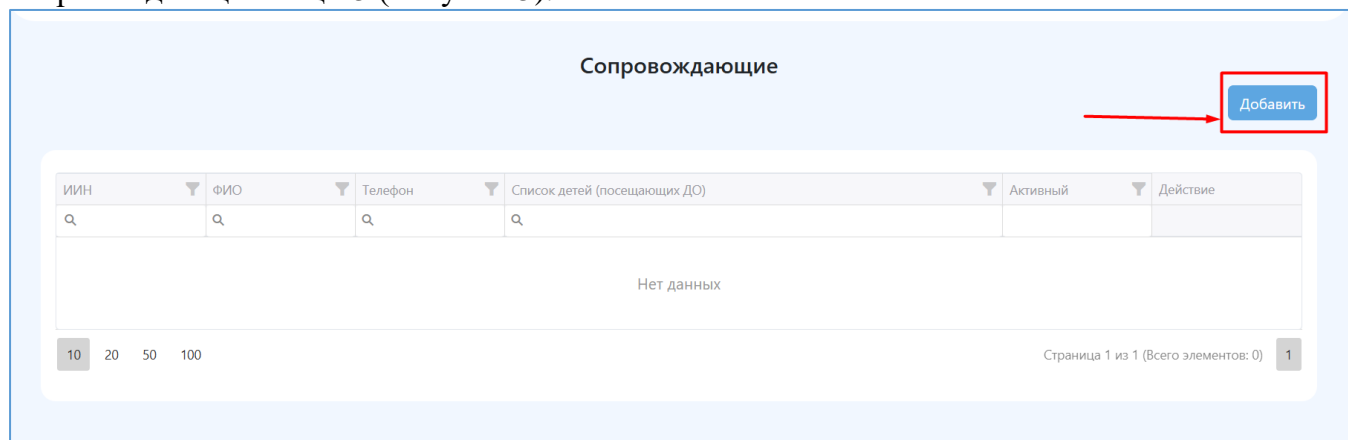 Сопровождающие
Добавить
ИИН ФИО Телефон Список детей (посещающих ДО) Активный Действие
Нет данных
10 20 50 100 Страница 1 из 1 (Всего элементов: 0) 1